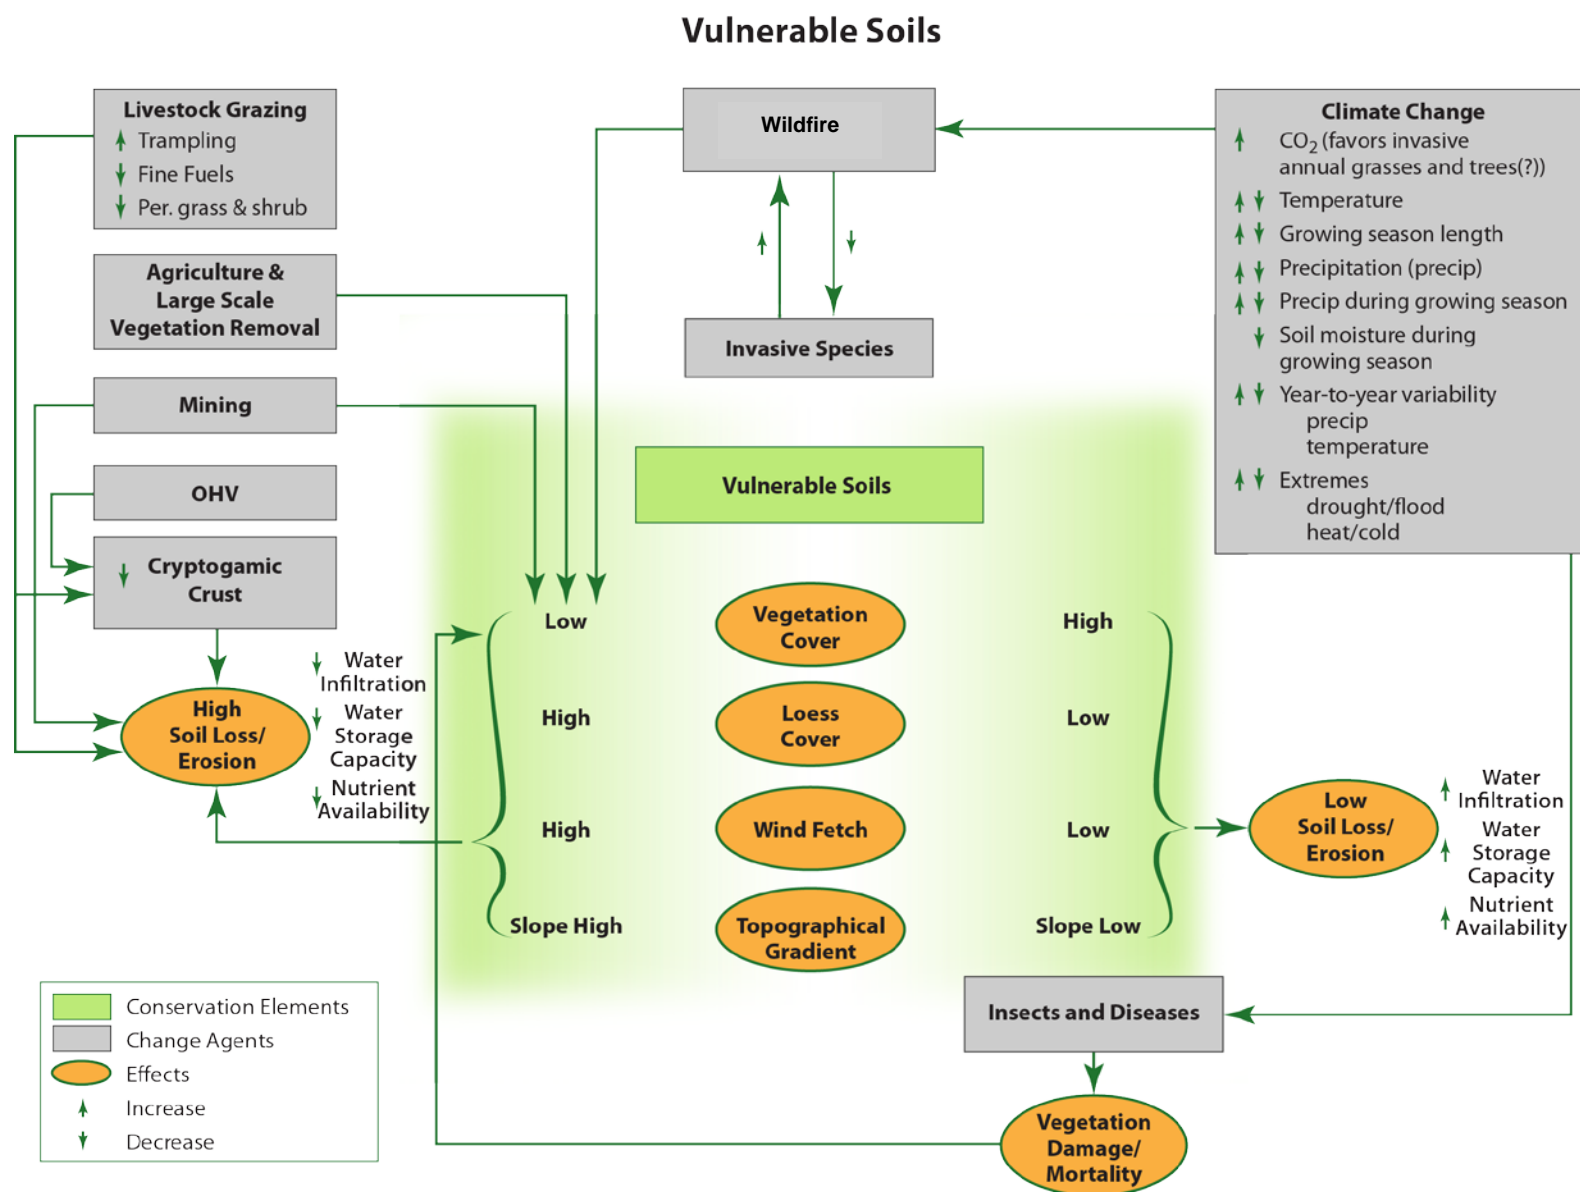 Vulnerable Soils
Livestock Grazing
Trampling
Fine Fuels
Per. grass & shrub
Agriculture &
Large Scale
Vegetation Removal
Mining
OHV
Cryptogamic
Crust
High
Soil Loss/
Erosion
Water
Infiltration
Water
Storage
Capacity
Nutrient
Availability
Wildfire
Invasive Species
Climate Change
CO2 (favors invasive
annual grasses and trees(?))
Temperature
Growing season length
Precipitation (precip)
Precip during growing season
Soil moisture during
growing season
Year-to-year variability
precip
temperature
Extremes
drought/flood
heat/cold
Vulnerable Soils
Low
Vegetation
Cover
High
High
Loess
Cover
Low
High
Wind Fetch
Low
Slope High
Topographical
Gradient
Slope Low
Low
Soil Loss/
Erosion
Water
Infiltration
Water
Storage
Capacity
Nutrient
Availability
Insects and Diseases
Vegetation
Damage/
Mortality
Conservation Elements
Change Agents
Effects
Increase
Decrease